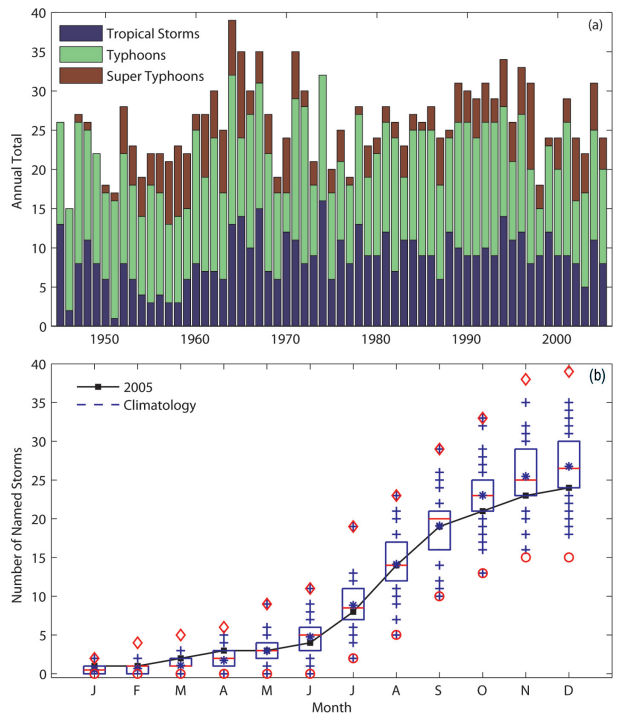 40
(a)
Tropical Storms
35
Typhoons
Super Typhoons
30
25
20
15
10
5
0
Annual Total
1950 1960 1970 1980 1990 2000
40
(b)
2005
35
Climatology
30
25
20
15
10
5
0
Number of Named Storms
J F M A M J J A S O N D
Month